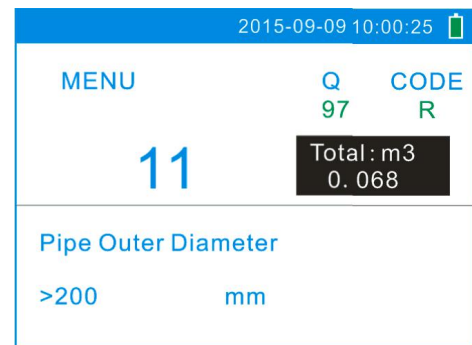 2015-09-09 10:00:25
MENU Q CODE
97 R
11
Total: m3
0. 068
Pipe Outer Diameter
>200 mm